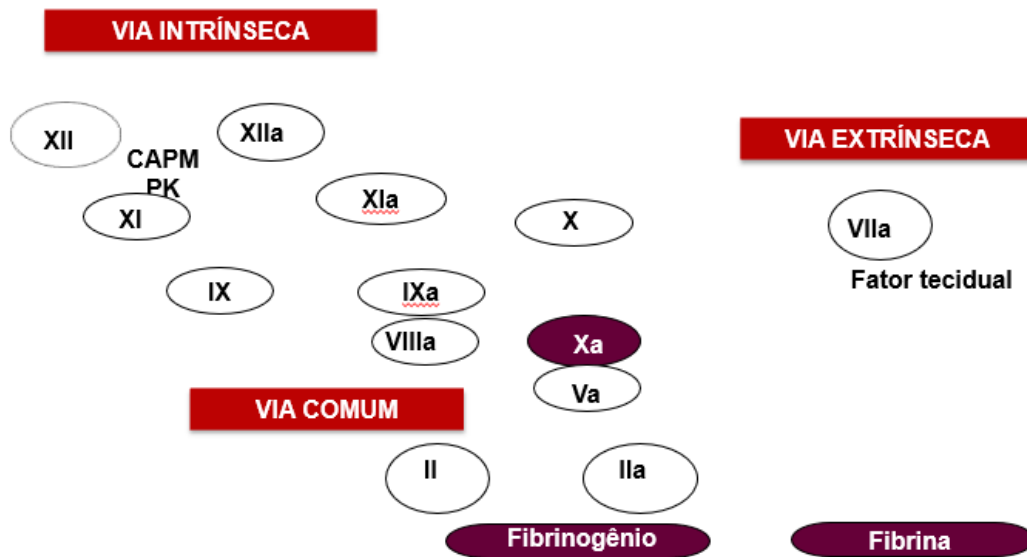 VIA INTRÍNSECA
XII
XIIa
CAPM
PK
VIA EXTRÍNSECA
XI
XIa
X
VIIa
Fator tecidual
IX
IXa
VIIIa
Xa
Va
VIA COMUM
II
IIa
Fibrinogênio
Fibrina